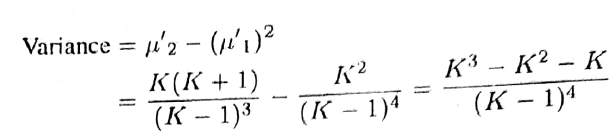 Variance = μ′₂ − (μ′₁)²
= K(K + 1) / (K − 1)³ − K² / (K − 1)⁴ = (K³ − K² − K) / (K − 1)⁴